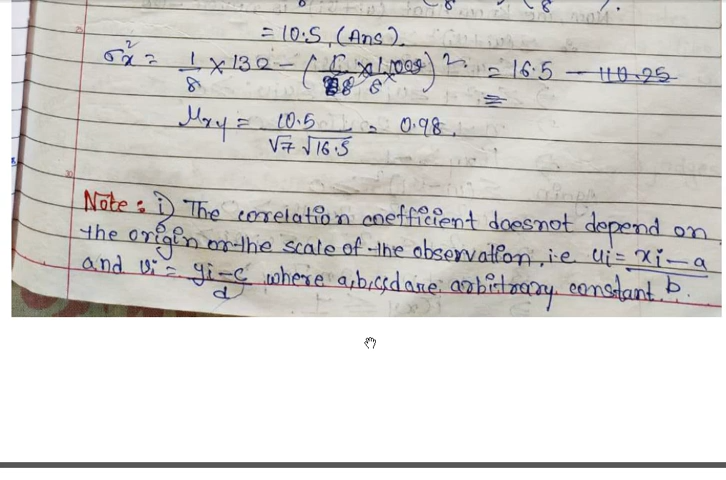 = 10.5 (Ans).
σx² = 1/8 × 132 − ( )² = 16.5
μxy = 10.5/√7 √16.5 = 0.98.
Note : i) The correlation coefficient doesnot depend on
the origin or the scale of the observation, i.e ui = xi − a/b
and vi = yi − c/d where a, b, c, d are arbitrary constant.